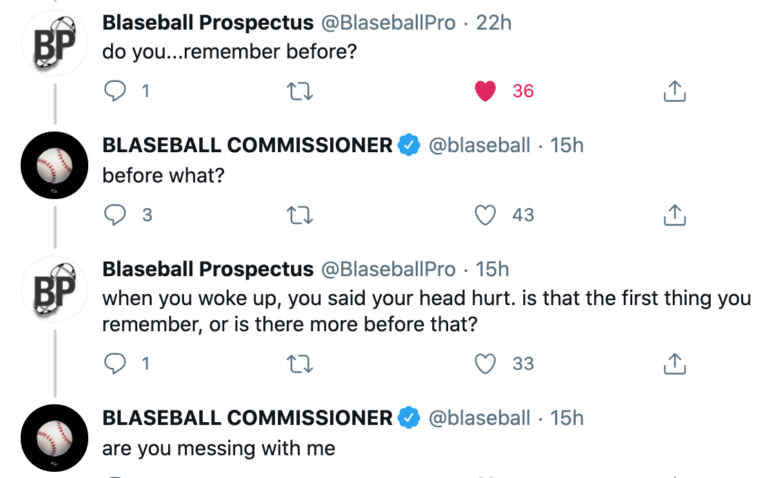 Blaseball Prospectus @BlaseballPro · 22h
BP
do you...remember before?
1 36
BLASEBALL COMMISSIONER @blaseball · 15h
before what?
3 43
Blaseball Prospectus @BlaseballPro · 15h
BP
when you woke up, you said your head hurt. is that the first thing you
remember, or is there more before that?
1 33
BLASEBALL COMMISSIONER @blaseball · 15h
are you messing with me